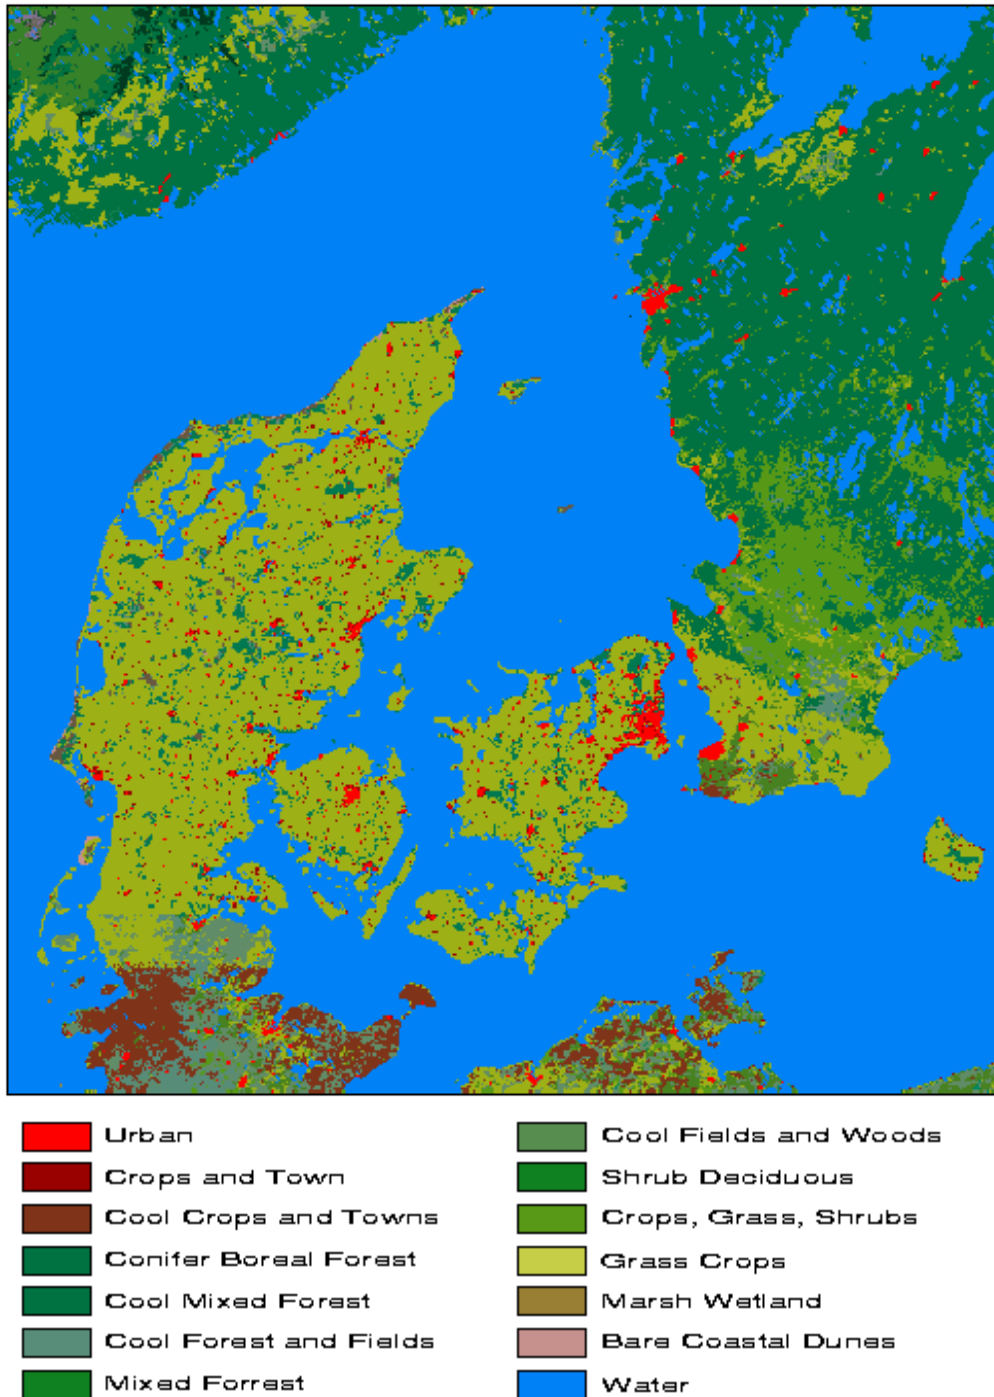 Urban
Crops and Town
Cool Crops and Towns
Conifer Boreal Forest
Cool Mixed Forest
Cool Forest and Fields
Mixed Forrest
Cool Fields and Woods
Shrub Deciduous
Crops, Grass, Shrubs
Grass Crops
Marsh Wetland
Bare Coastal Dunes
Water